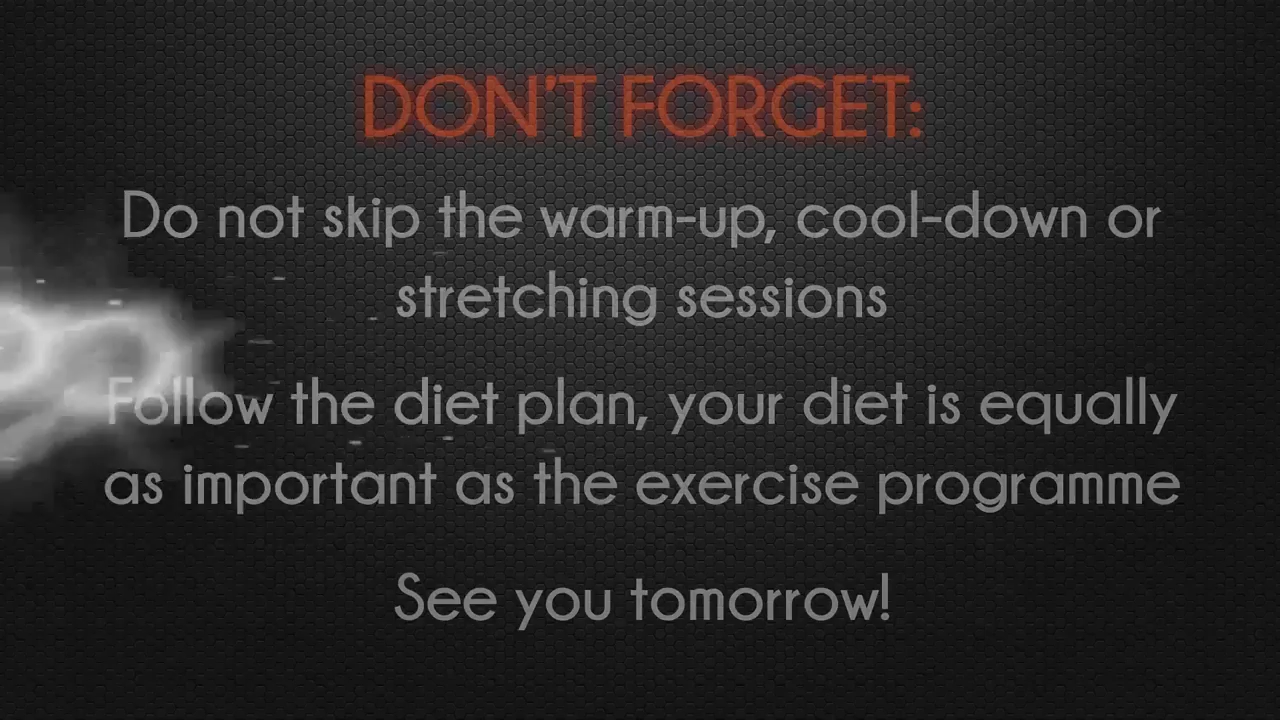 DON'T FORGET:
Do not skip the warm-up, cool-down or
stretching sessions
Follow the diet plan, your diet is equally
as important as the exercise programme
See you tomorrow!